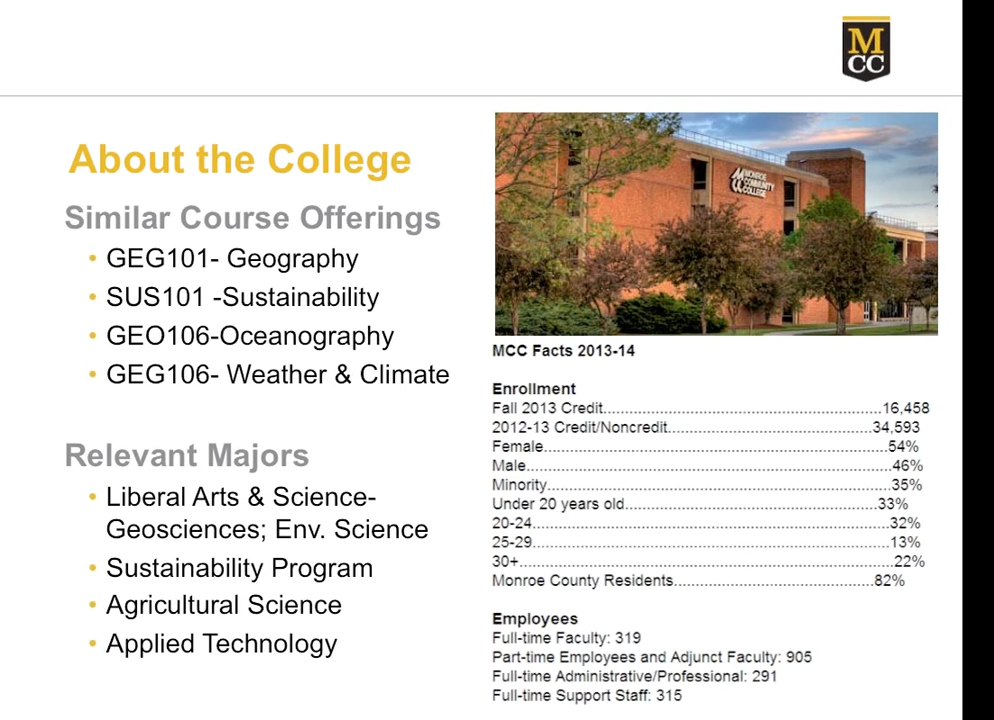 M
CC
About the College
Similar Course Offerings
• GEG101- Geography
• SUS101 -Sustainability
• GEO106-Oceanography
• GEG106- Weather & Climate
Relevant Majors
• Liberal Arts & Science-
Geosciences; Env. Science
• Sustainability Program
• Agricultural Science
• Applied Technology
MONROE
COMMUNITY
COLLEGE
MCC Facts 2013-14
Enrollment
Fall 2013 Credit..............................................................16,458
2012-13 Credit/Noncredit..............................................34,593
Female.............................................................................54%
Male.................................................................................46%
Minority............................................................................35%
Under 20 years old........................................................33%
20-24...............................................................................32%
25-29...............................................................................13%
30+...................................................................................22%
Monroe County Residents.............................................82%
Employees
Full-time Faculty: 319
Part-time Employees and Adjunct Faculty: 905
Full-time Administrative/Professional: 291
Full-time Support Staff: 315